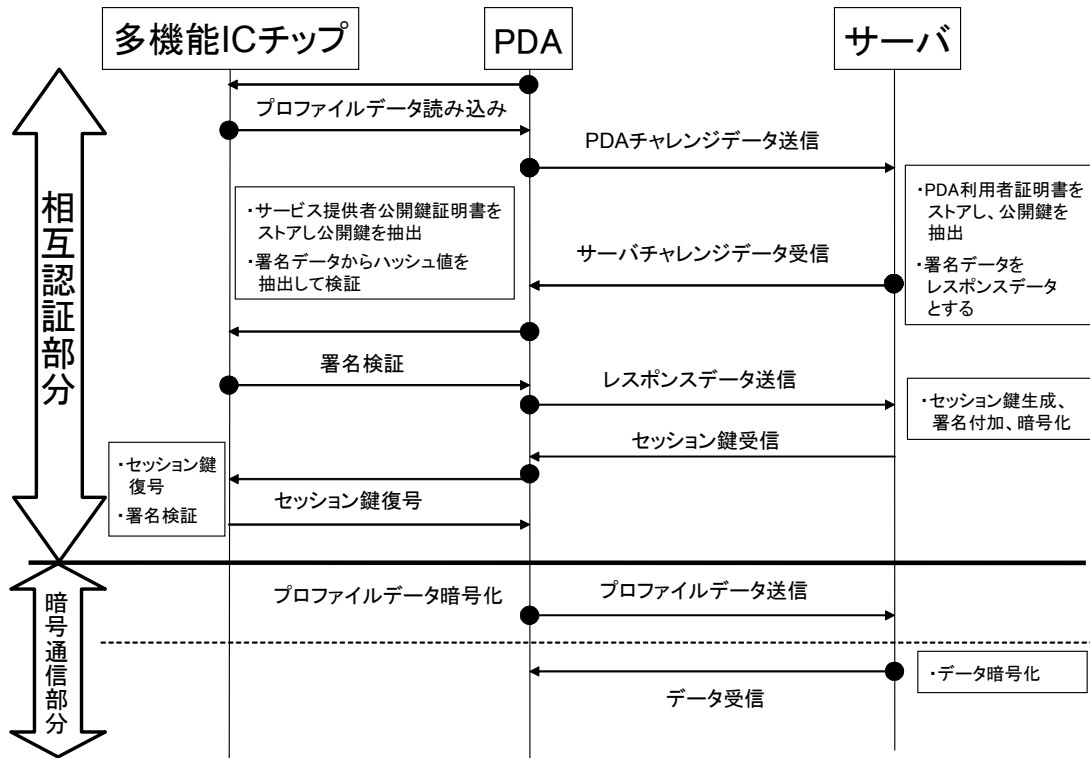 多機能ICチップ
PDA
サーバ
相互認証部分
プロファイルデータ読み込み
PDAチャレンジデータ送信
・サービス提供者公開鍵証明書を
ストアし公開鍵を抽出
・署名データからハッシュ値を
抽出して検証
・PDA利用者証明書を
ストアし、公開鍵を
抽出
・署名データを
レスポンスデータ
とする
サーバチャレンジデータ受信
署名検証
レスポンスデータ送信
・セッション鍵生成、
署名付加、暗号化
セッション鍵受信
・セッション鍵
復号
・署名検証
セッション鍵復号
暗号通信部分
プロファイルデータ暗号化
プロファイルデータ送信
・データ暗号化
データ受信